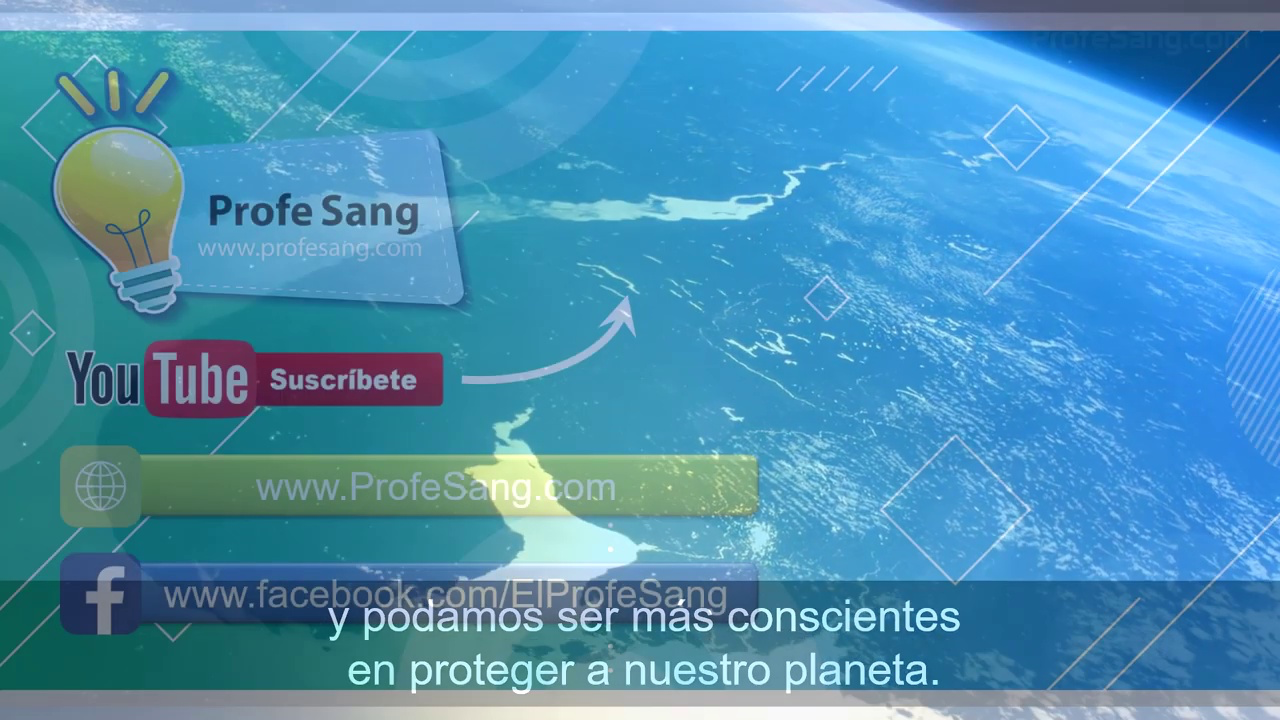 ProfeSang.com
Profe Sang
www.profesang.com
YouTube Suscríbete
www.ProfeSang.com
f www.facebook.com/ElProfeSang
y podamos ser más conscientes
en proteger a nuestro planeta.